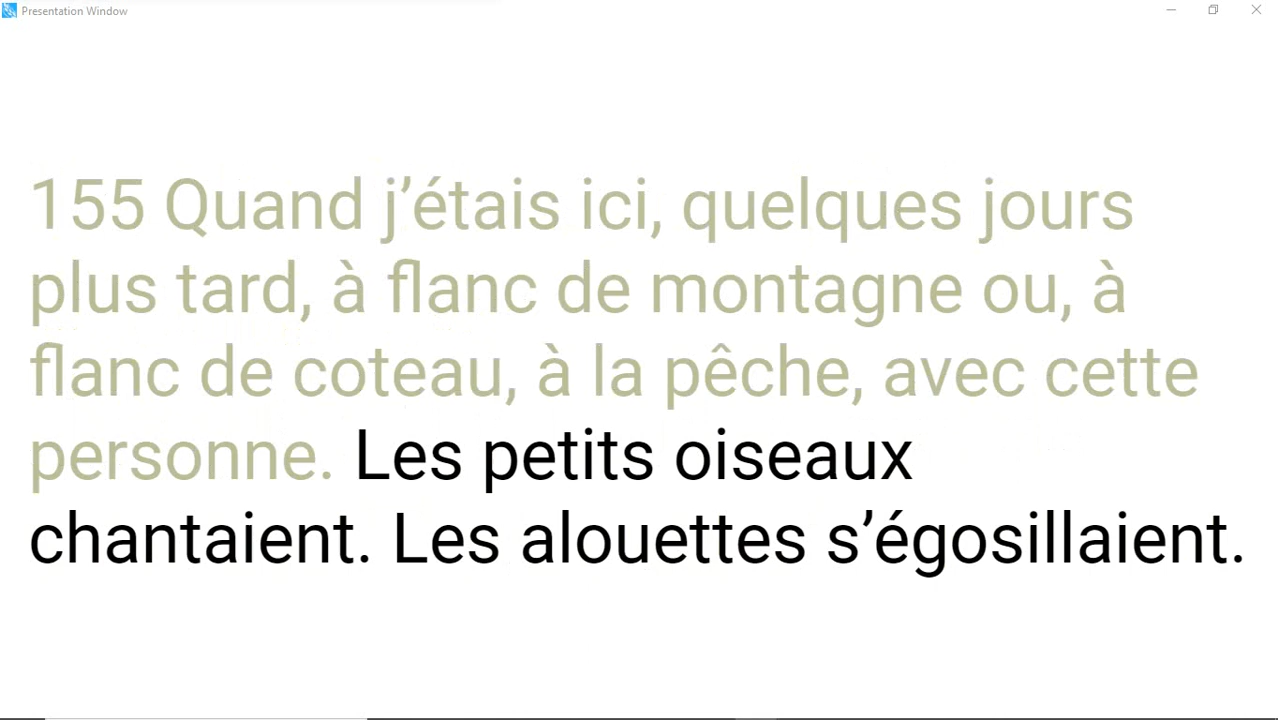 Presentation Window
155 Quand j’étais ici, quelques jours
plus tard, à flanc de montagne ou, à
flanc de coteau, à la pêche, avec cette
personne. Les petits oiseaux
chantaient. Les alouettes s’égosillaient.